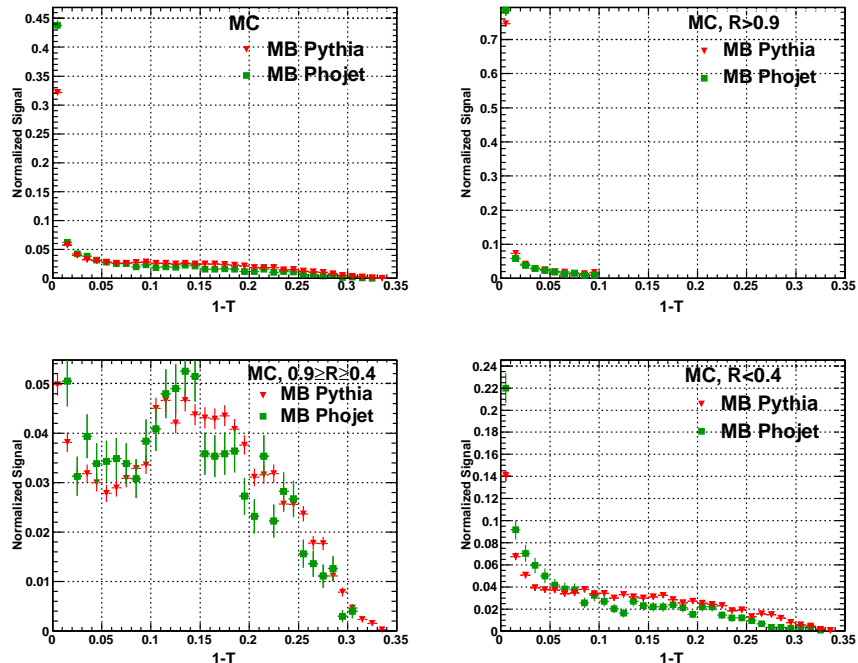 MC
MB Pythia
MB Phojet
Normalized Signal
0.45
0.4
0.35
0.3
0.25
0.2
0.15
0.1
0.05
0
0 0.05 0.1 0.15 0.2 0.25 0.3 0.35
1-T
MC, R>0.9
MB Pythia
MB Phojet
Normalized Signal
0.7
0.6
0.5
0.4
0.3
0.2
0.1
0
0 0.05 0.1 0.15 0.2 0.25 0.3 0.35
1-T
MC, 0.9≥R≥0.4
MB Pythia
MB Phojet
Normalized Signal
0.05
0.04
0.03
0.02
0.01
0
0 0.05 0.1 0.15 0.2 0.25 0.3 0.35
1-T
MC, R<0.4
MB Pythia
MB Phojet
Normalized Signal
0.24
0.22
0.2
0.18
0.16
0.14
0.12
0.1
0.08
0.06
0.04
0.02
0
0 0.05 0.1 0.15 0.2 0.25 0.3 0.35
1-T